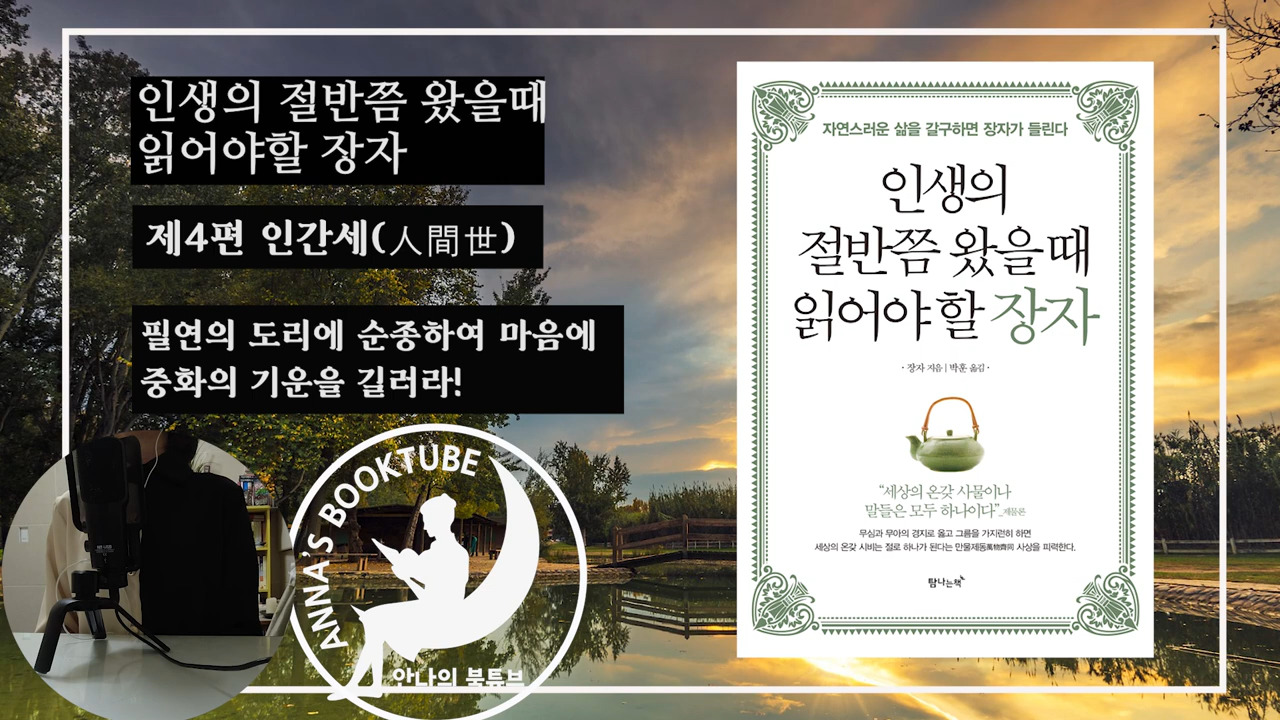 인생의 절반쯤 왔을때
읽어야할 장자
제4편 인간세(人間世)
필연의 도리에 순종하여 마음에
중화의 기운을 길러라!
ANNA'S BOOKTUBE
안나의 북튜브
자연스러운 삶을 갈구하면 장자가 들린다
인생의
절반쯤 왔을 때
읽어야 할 장자
· 장자 지음 | 박훈 옮김 ·
“세상의 온갖 사물이나
말들은 모두 하나이다”_제물론
무심과 무아의 경지로 옳고 그름을 가지런히 하면
세상의 온갖 시비는 절로 하나가 된다는 만물제동萬物齊同 사상을 피력한다.
탐나는책